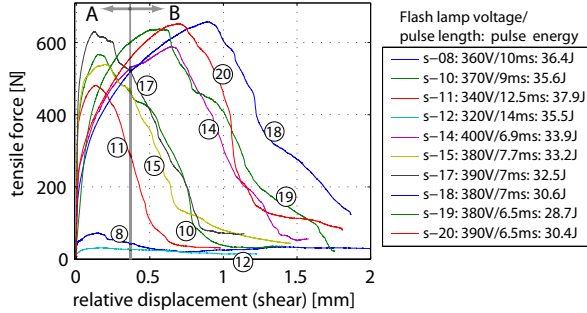 A B
600
400
200
0
tensile force [N]
17
20
11
14
18
15
19
8
10
12
0 0.5 1 1.5 2
relative displacement (shear) [mm]
Flash lamp voltage/
pulse length: pulse energy
s−08: 360V/10ms: 36.4J
s−10: 370V/9ms: 35.6J
s−11: 340V/12.5ms: 37.9J
s−12: 320V/14ms: 35.5J
s−14: 400V/6.9ms: 33.9J
s−15: 380V/7.7ms: 33.2J
s−17: 390V/7ms: 32.5J
s−18: 380V/7ms: 30.6J
s−19: 380V/6.5ms: 28.7J
s−20: 390V/6.5ms: 30.4J